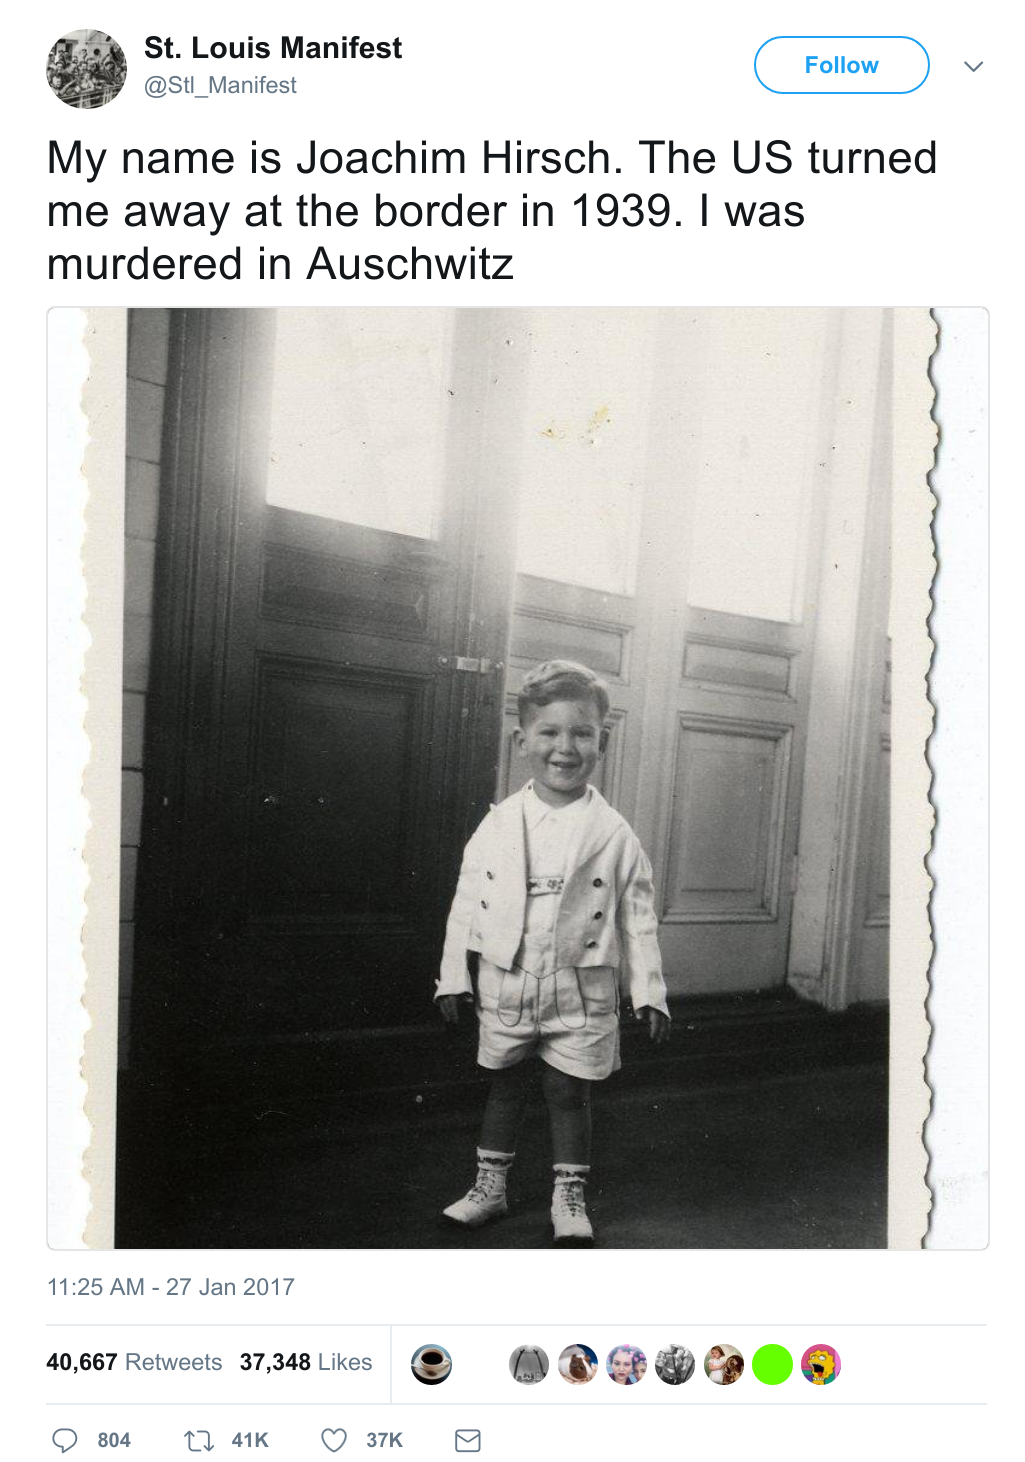 St. Louis Manifest
@Stl_Manifest
Follow
My name is Joachim Hirsch. The US turned
me away at the border in 1939. I was
murdered in Auschwitz
11:25 AM - 27 Jan 2017
40,667 Retweets 37,348 Likes
804 41K 37K